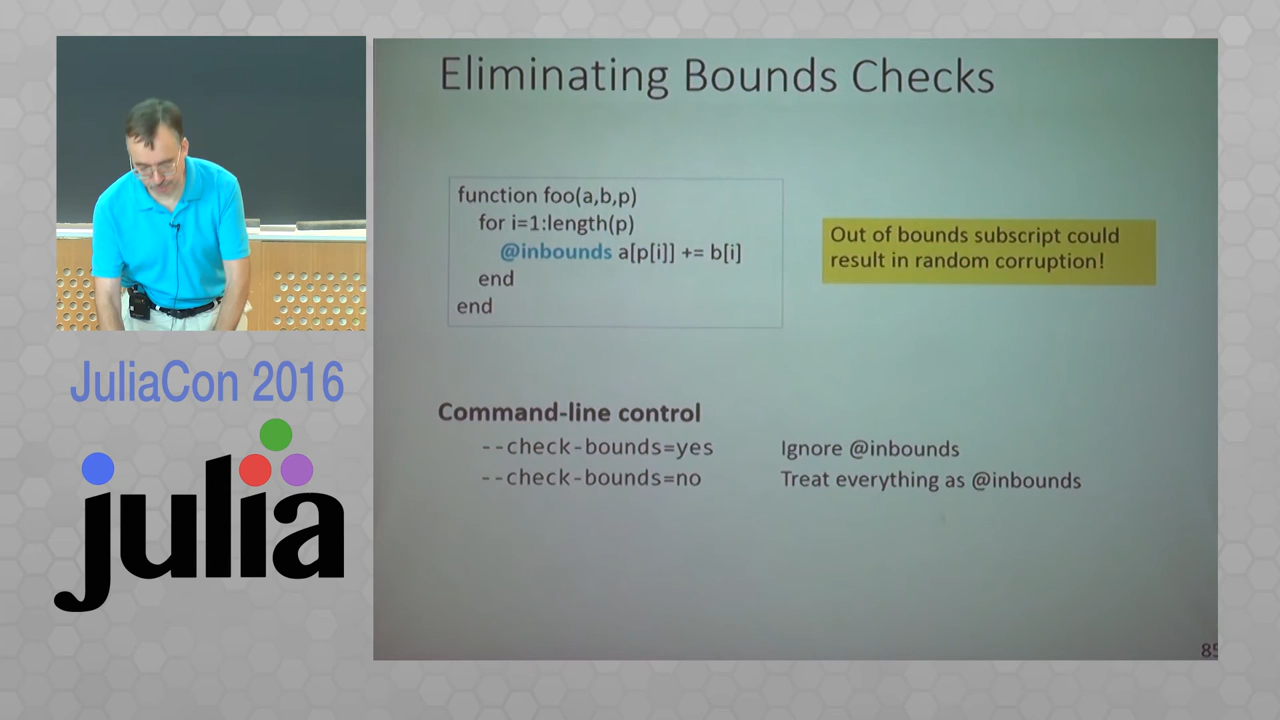 Eliminating Bounds Checks
function foo(a,b,p)
for i=1:length(p)
@inbounds a[p[i]] += b[i]
end
end
Out of bounds subscript could
result in random corruption!
Command-line control
--check-bounds=yes Ignore @inbounds
--check-bounds=no Treat everything as @inbounds
85
JuliaCon 2016
julia